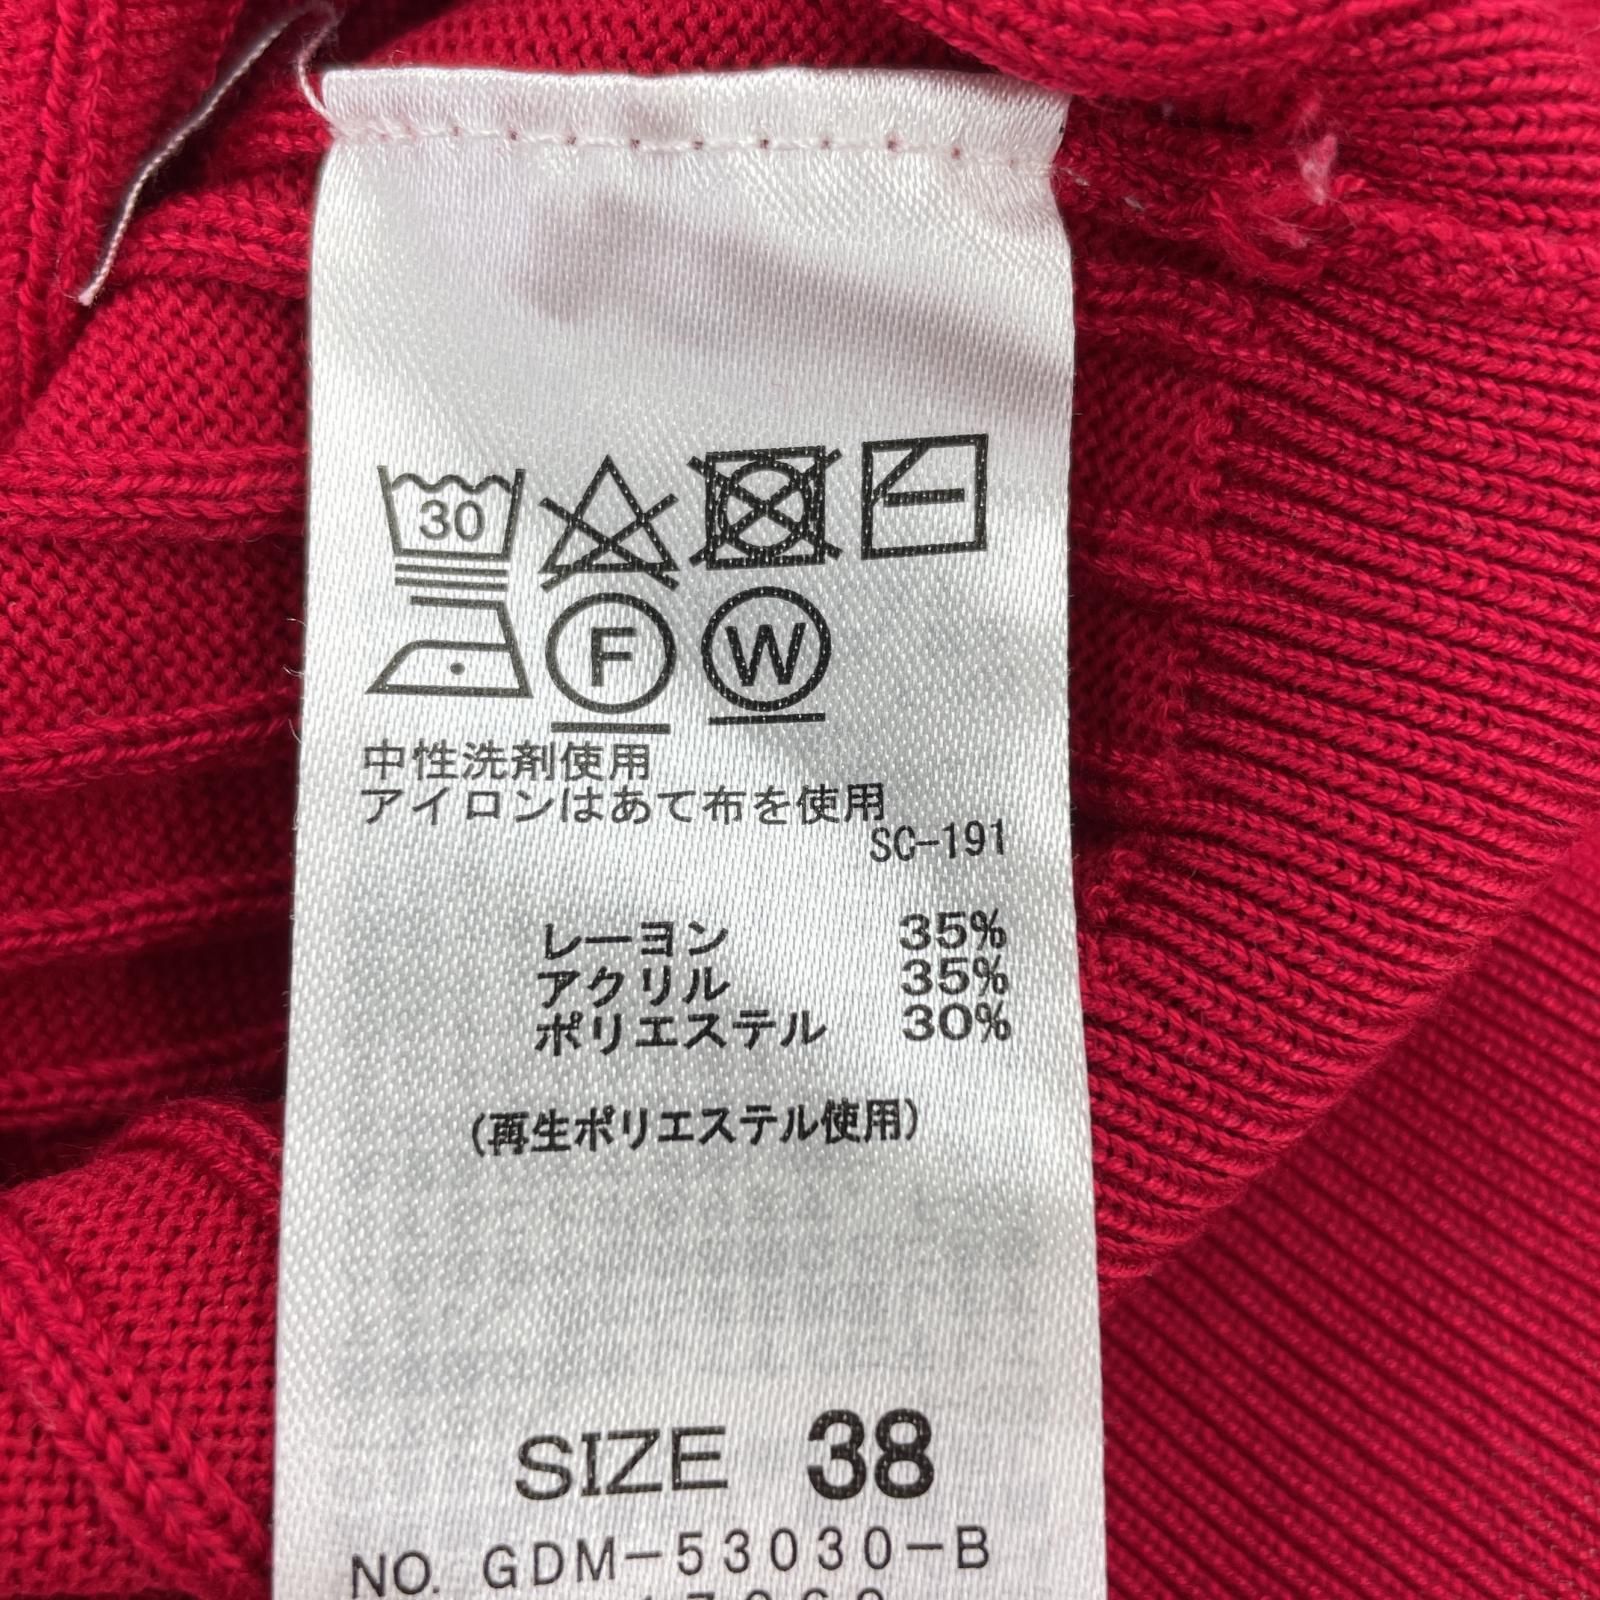 30
F W
中性洗剤使用
アイロンはあて布を使用
SC-191
レーヨン 35%
アクリル 35%
ポリエステル 30%
(再生ポリエステル使用)
SIZE 38
NO. GDM-53030-B